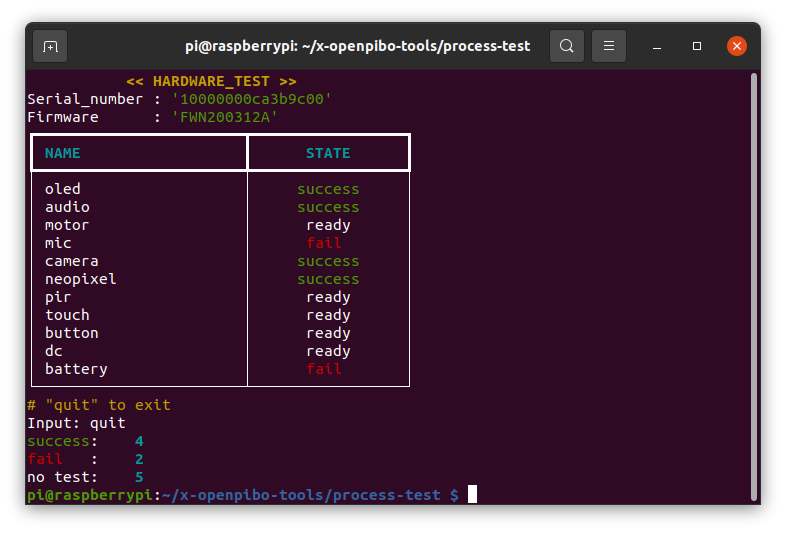 pi@raspberrypi: ~/x-openpibo-tools/process-test
<< HARDWARE_TEST >>
Serial_number : '10000000ca3b9c00'
Firmware      : 'FWN200312A'
NAME STATE
oled success
audio success
motor ready
mic fail
camera success
neopixel success
pir ready
touch ready
button ready
dc ready
battery fail
# "quit" to exit
Input: quit
success:    4
fail   :    2
no test:    5
pi@raspberrypi:~/x-openpibo-tools/process-test $